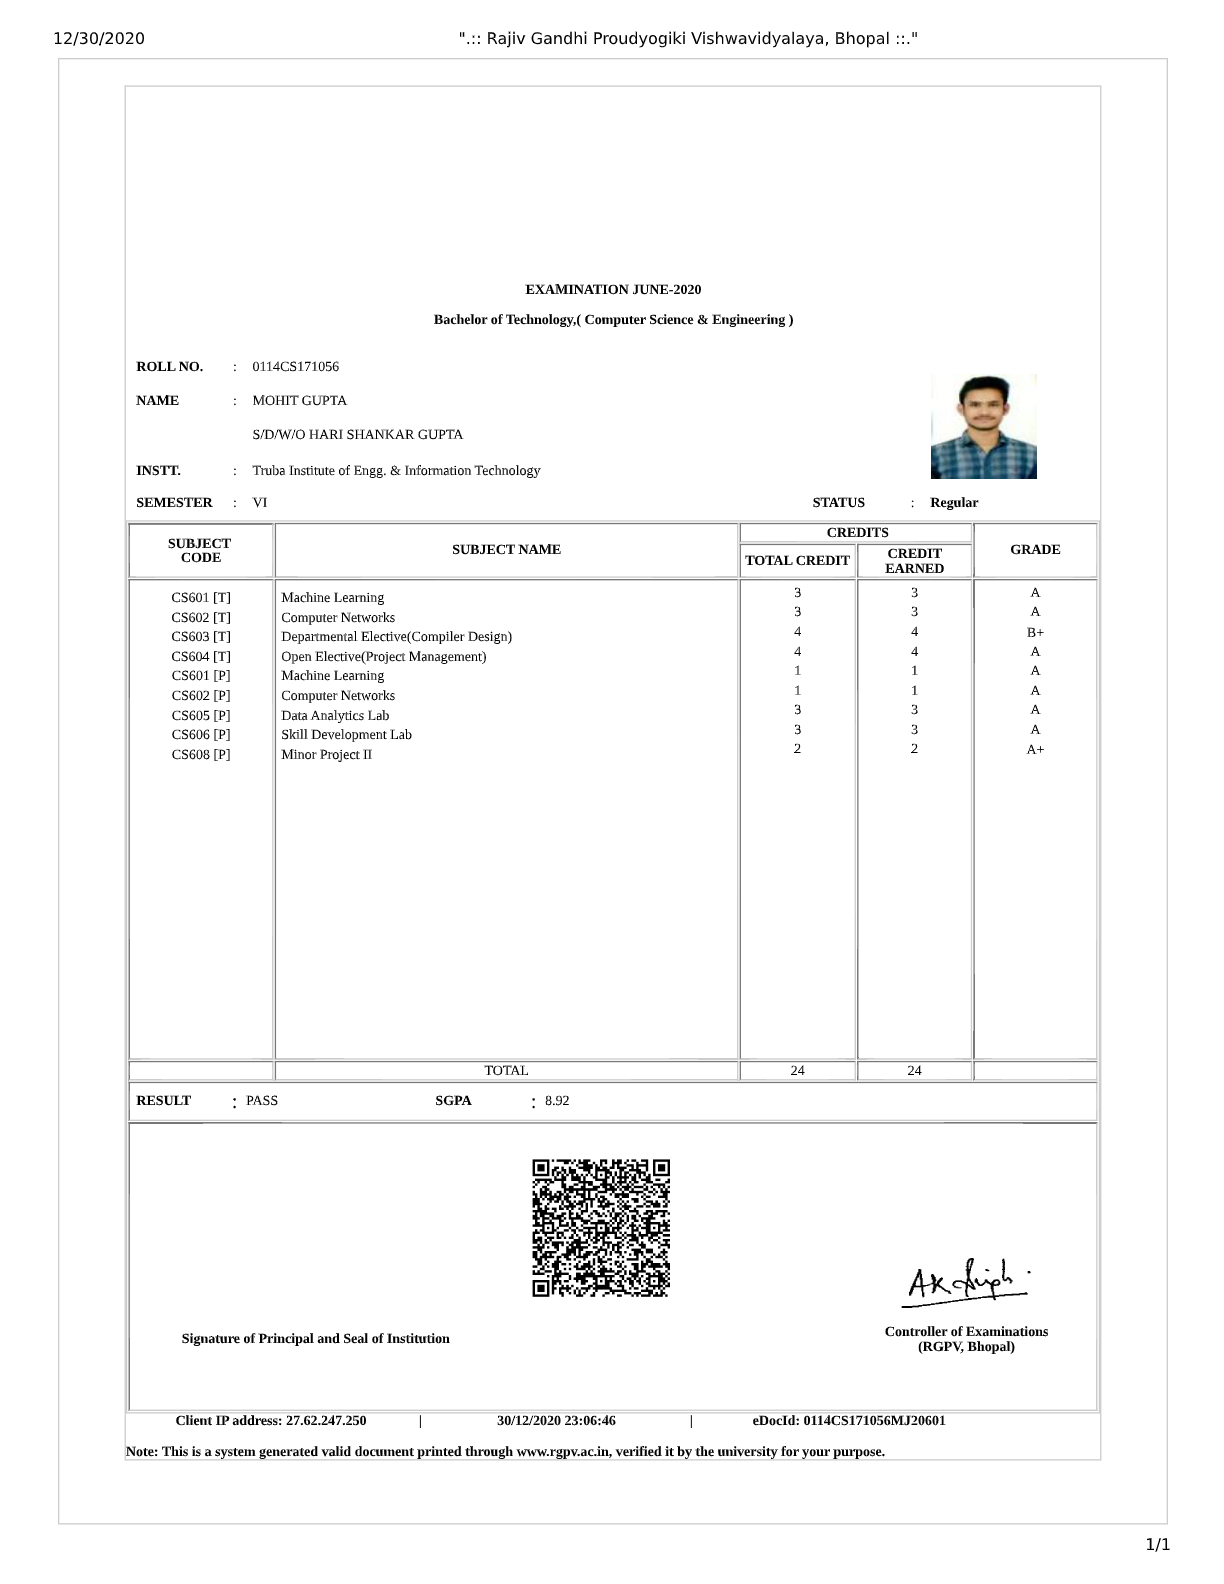 12/30/2020 ".:: Rajiv Gandhi Proudyogiki Vishwavidyalaya, Bhopal ::."
EXAMINATION JUNE-2020
Bachelor of Technology,( Computer Science & Engineering )
ROLL NO. : 0114CS171056
NAME : MOHIT GUPTA
S/D/W/O HARI SHANKAR GUPTA
INSTT. : Truba Institute of Engg. & Information Technology
SEMESTER : VI STATUS : Regular
SUBJECT CODE SUBJECT NAME CREDITS GRADE
TOTAL CREDIT CREDIT EARNED
CS601 [T] Machine Learning 3 3 A
CS602 [T] Computer Networks 3 3 A
CS603 [T] Departmental Elective(Compiler Design) 4 4 B+
CS604 [T] Open Elective(Project Management) 4 4 A
CS601 [P] Machine Learning 1 1 A
CS602 [P] Computer Networks 1 1 A
CS605 [P] Data Analytics Lab 3 3 A
CS606 [P] Skill Development Lab 3 3 A
CS608 [P] Minor Project II 2 2 A+
TOTAL 24 24
RESULT : PASS SGPA : 8.92
AK Singh
Signature of Principal and Seal of Institution
Controller of Examinations
(RGPV, Bhopal)
Client IP address: 27.62.247.250 | 30/12/2020 23:06:46 | eDocId: 0114CS171056MJ20601
Note: This is a system generated valid document printed through www.rgpv.ac.in, verified it by the university for your purpose.
1/1